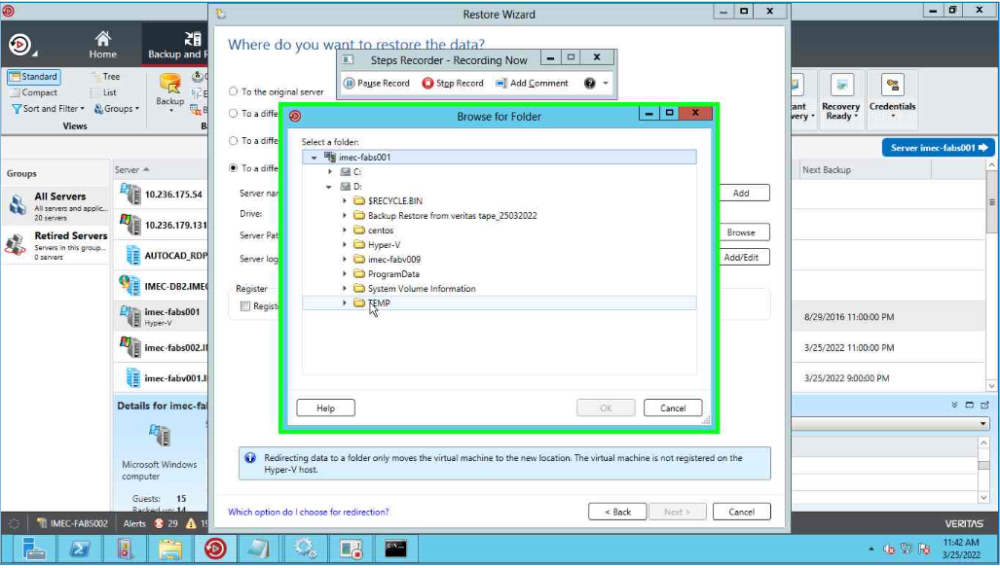 Restore Wizard
Home
Backup and R
Standard
Tree
Compact
List
Sort and Filter
Groups
Views
Backup
Where do you want to restore the data?
Steps Recorder - Recording Now
Pause Record
Stop Record
Add Comment
To the original server
To a diffe
To a diffe
To a diffe
Server na
Drive:
Server Pat
Server log
Register
Regist
Add
Browse
Add/Edit
Browse for Folder
Select a folder:
imec-fabs001
C:
D:
$RECYCLE.BIN
Backup Restore from veritas tape_25032022
centos
Hyper-V
imec-fabv009
ProgramData
System Volume Information
TEMP
Help
OK
Cancel
Redirecting data to a folder only moves the virtual machine to the new location. The virtual machine is not registered on the
Hyper-V host.
Which option do I choose for redirection?
< Back
Next >
Cancel
Recovery
Ready
Credentials
Server imec-fabs001
Next Backup
8/29/2016 11:00:00 PM
3/25/2022 11:00:00 PM
3/25/2022 9:00:00 PM
Groups
All Servers
All servers and applic...
20 servers
Retired Servers
Servers in this group...
0 servers
Server
10.236.175.54
10.236.179.131
AUTOCAD_RDP
IMEC-DB2.IMEC
imec-fabs001
Hyper-V
imec-fabs002.I
imec-fabv001.I
Details for imec-fa
Microsoft Windows
computer
Guests: 15
Backed up: 14
IMEC-FABS002
Alerts
29
VERITAS
11:42 AM
3/25/2022